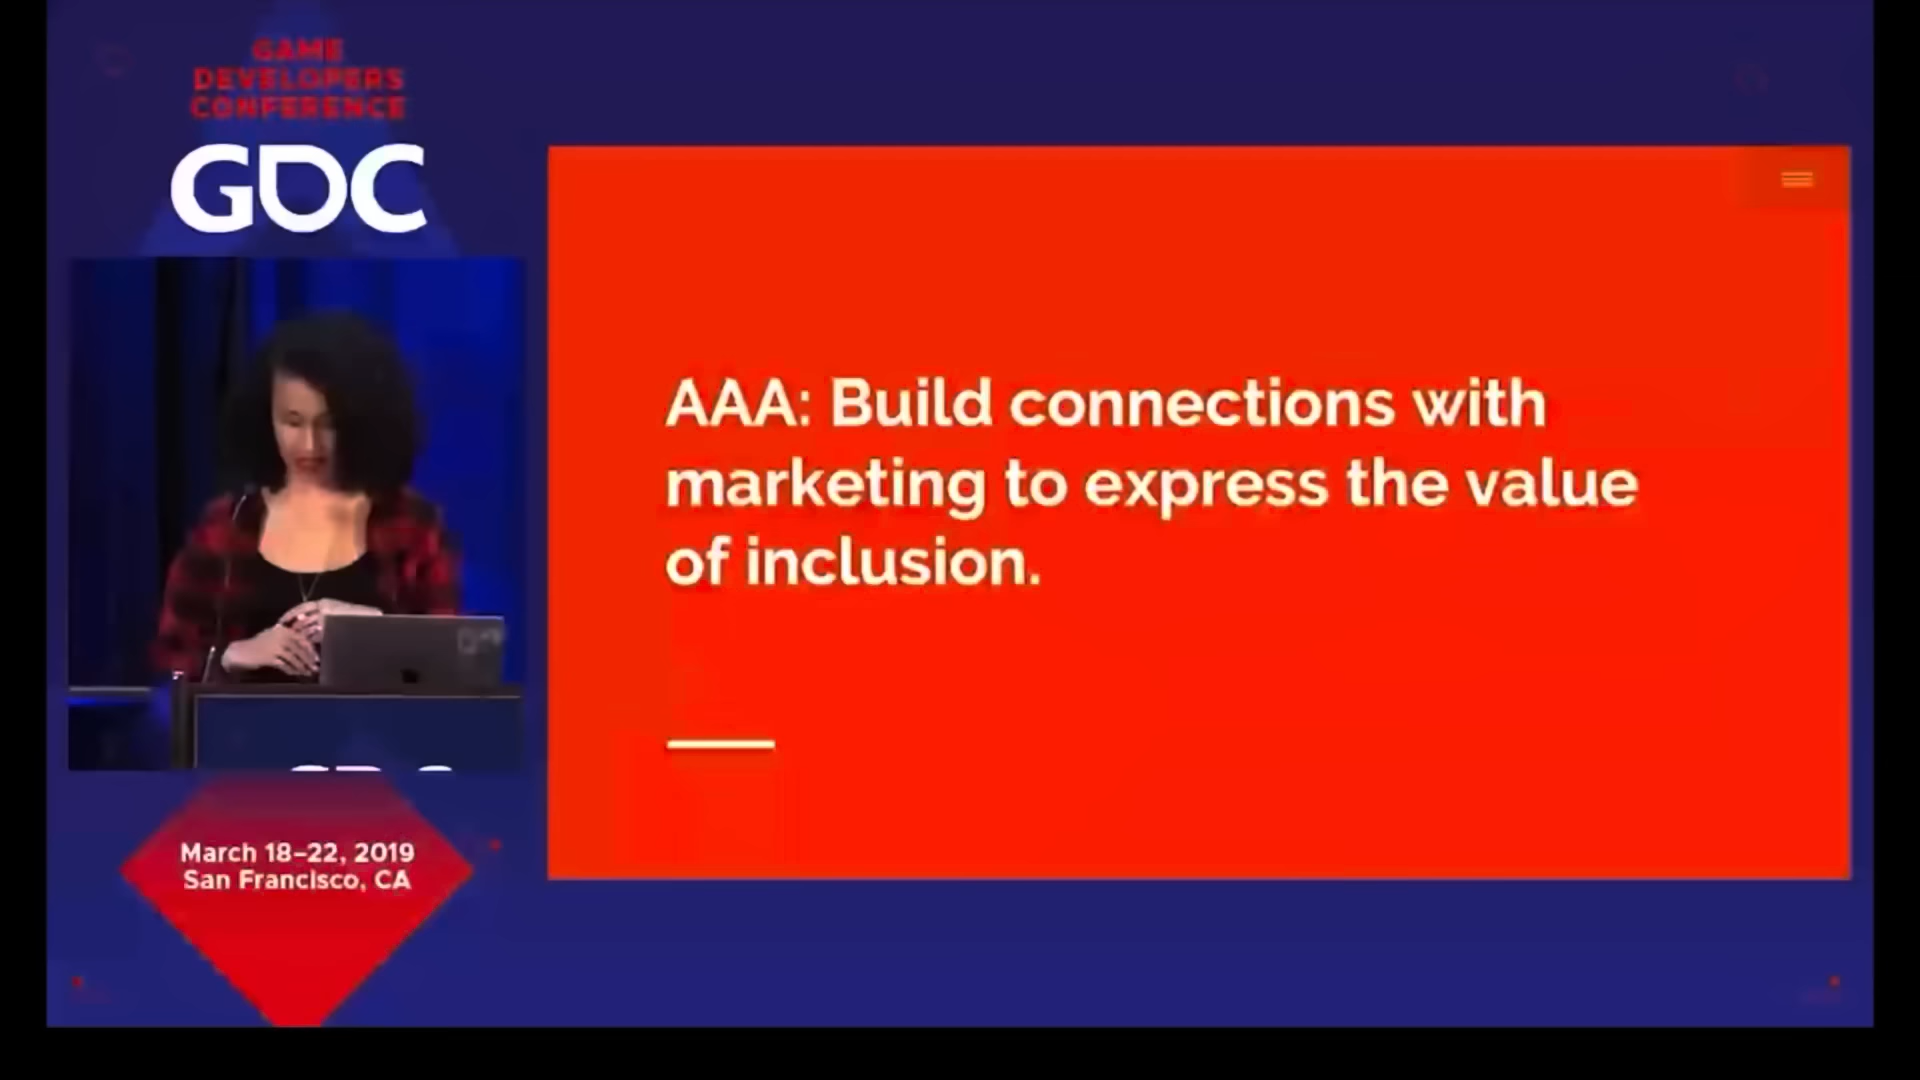 GAME
DEVELOPERS
CONFERENCE
GDC
AAA: Build connections with
marketing to express the value
of inclusion.
March 18–22, 2019
San Francisco, CA